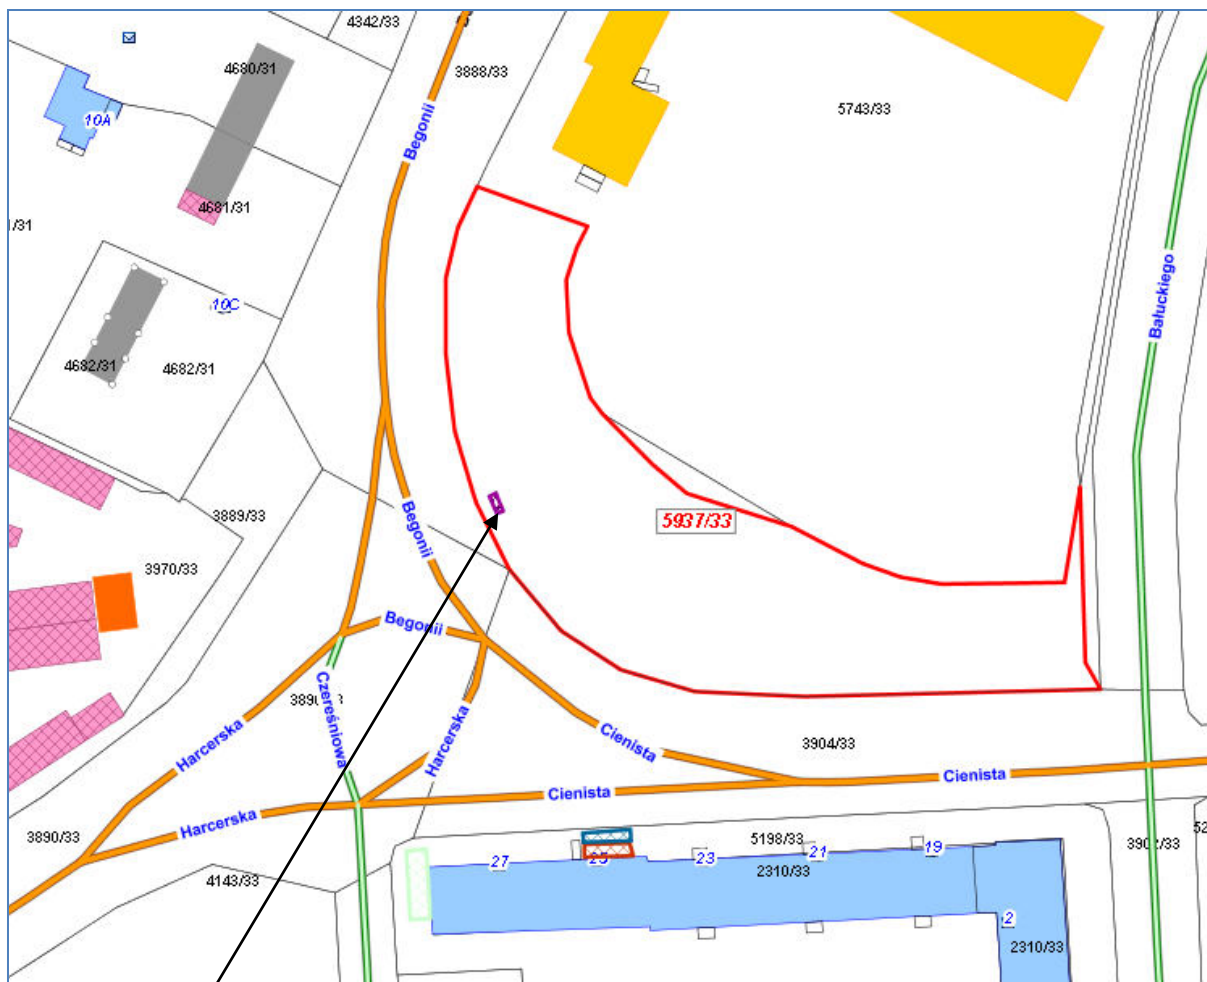 4342/33
3888/33
4680/31
5743/33
10A
Begonii
4681/31
1/31
Bałuckiego
10C
4682/31
4682/31
Begonii
3889/33
5937/33
3970/33
Begonii
Czereśniowa
Harcerska
Harcerska
Cienista
3904/33
Cienista
Cienista
Harcerska
3890/33
5198/33
27
25
23
21
19
2310/33
4143/33
2
2310/33